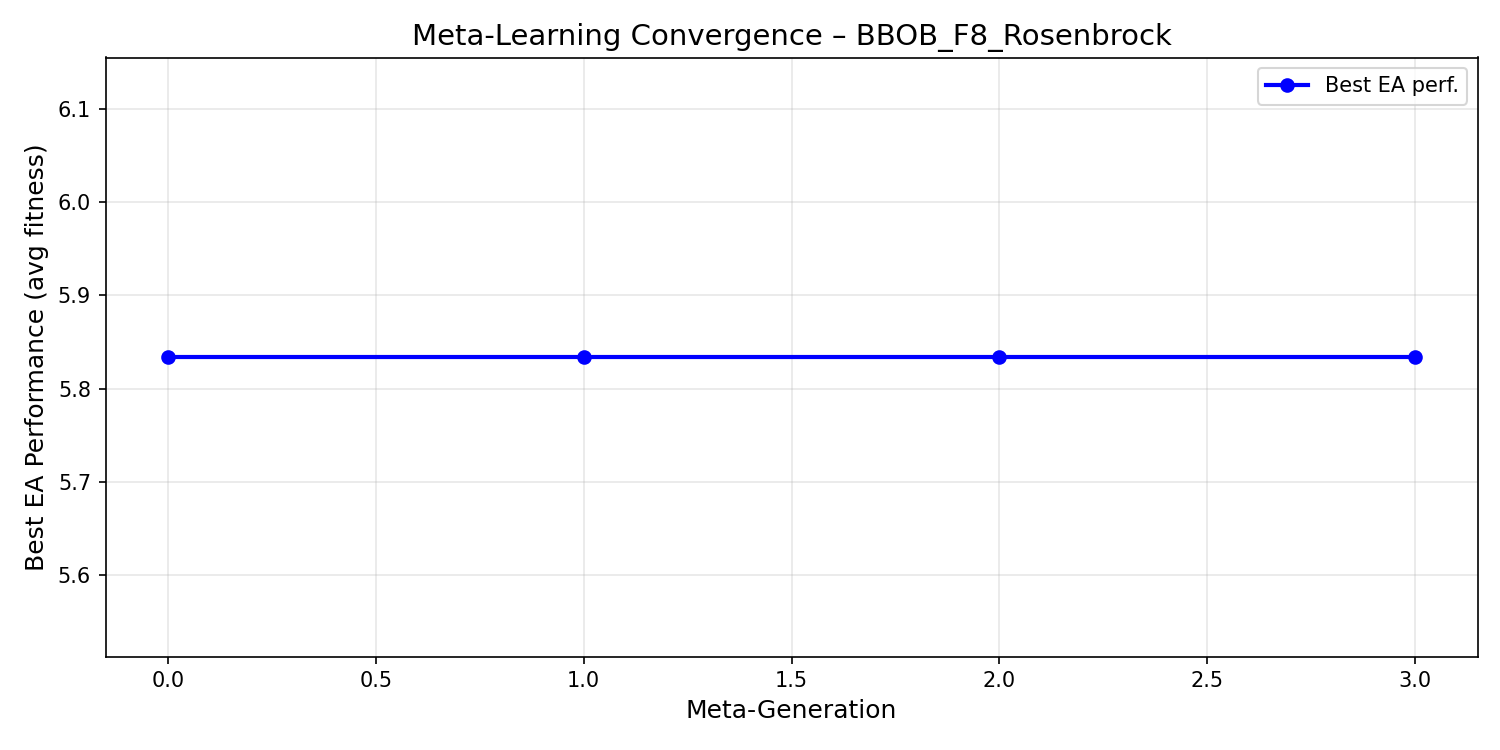 Meta-Learning Convergence – BBOB_F8_Rosenbrock
Best EA perf.
Best EA Performance (avg fitness)
6.1
6.0
5.9
5.8
5.7
5.6
0.0 0.5 1.0 1.5 2.0 2.5 3.0
Meta-Generation